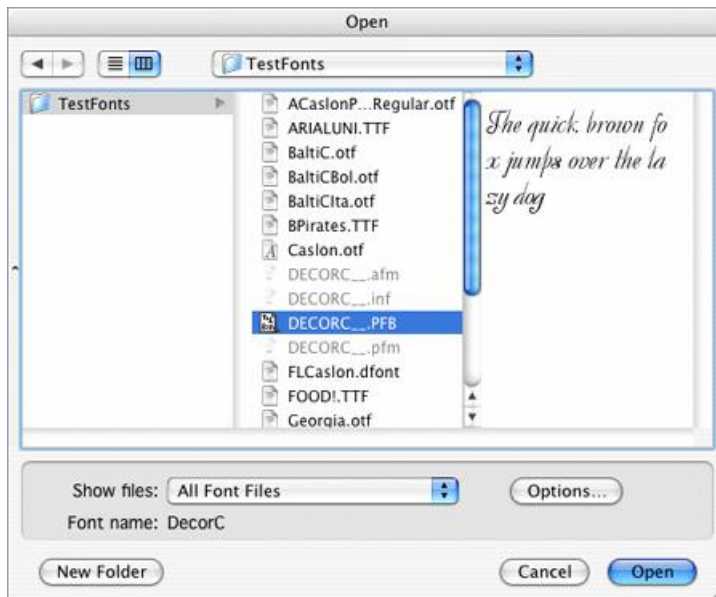 Open
TestFonts
TestFonts
ACaslonP...Regular.otf
ARIALUNI.TTF
BaltiC.otf
BaltiCBol.otf
BaltiCIta.otf
BPirates.TTF
Caslon.otf
DECORC__.afm
DECORC__.inf
DECORC__.PFB
DECORC__.pfm
FLCaslon.dfont
FOOD!.TTF
Georgia.otf
The quick brown fo
x jumps over the la
zy dog
Show files: All Font Files
Options...
Font name: DecorC
New Folder
Cancel
Open